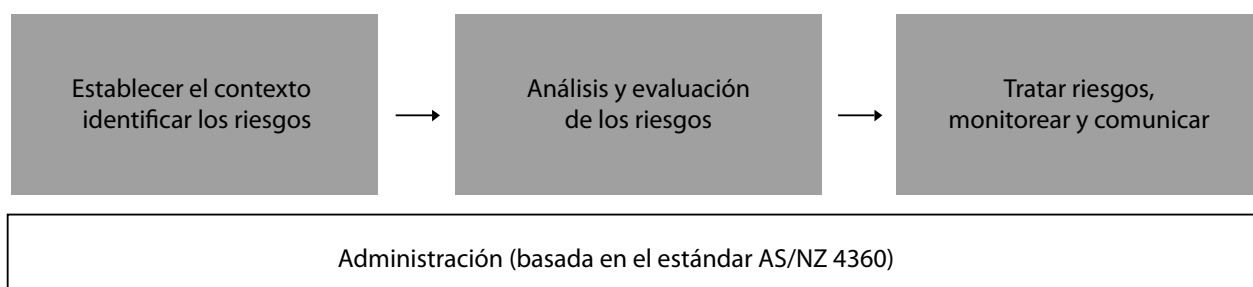 Establecer el contexto
identificar los riesgos
Análisis y evaluación
de los riesgos
Tratar riesgos,
monitorear y comunicar
Administración (basada en el estándar AS/NZ 4360)